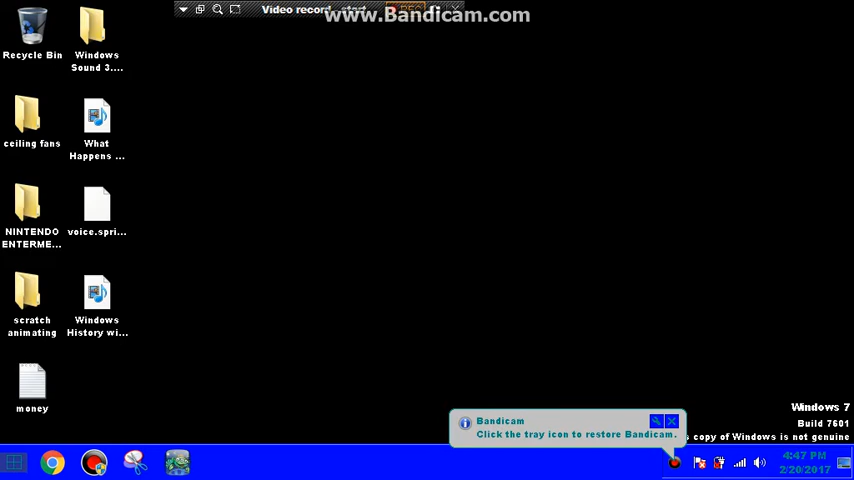 Video record...start
REC
www.Bandicam.com
Recycle Bin
Windows
Sound 3....
ceiling fans
What
Happens ...
NINTENDO
ENTERME...
voice.spri...
scratch
animating
Windows
History wi...
money
Bandicam
Click the tray icon to restore Bandicam.
Windows 7
Build 7601
s copy of Windows is not genuine
4:47 PM
2/20/2017